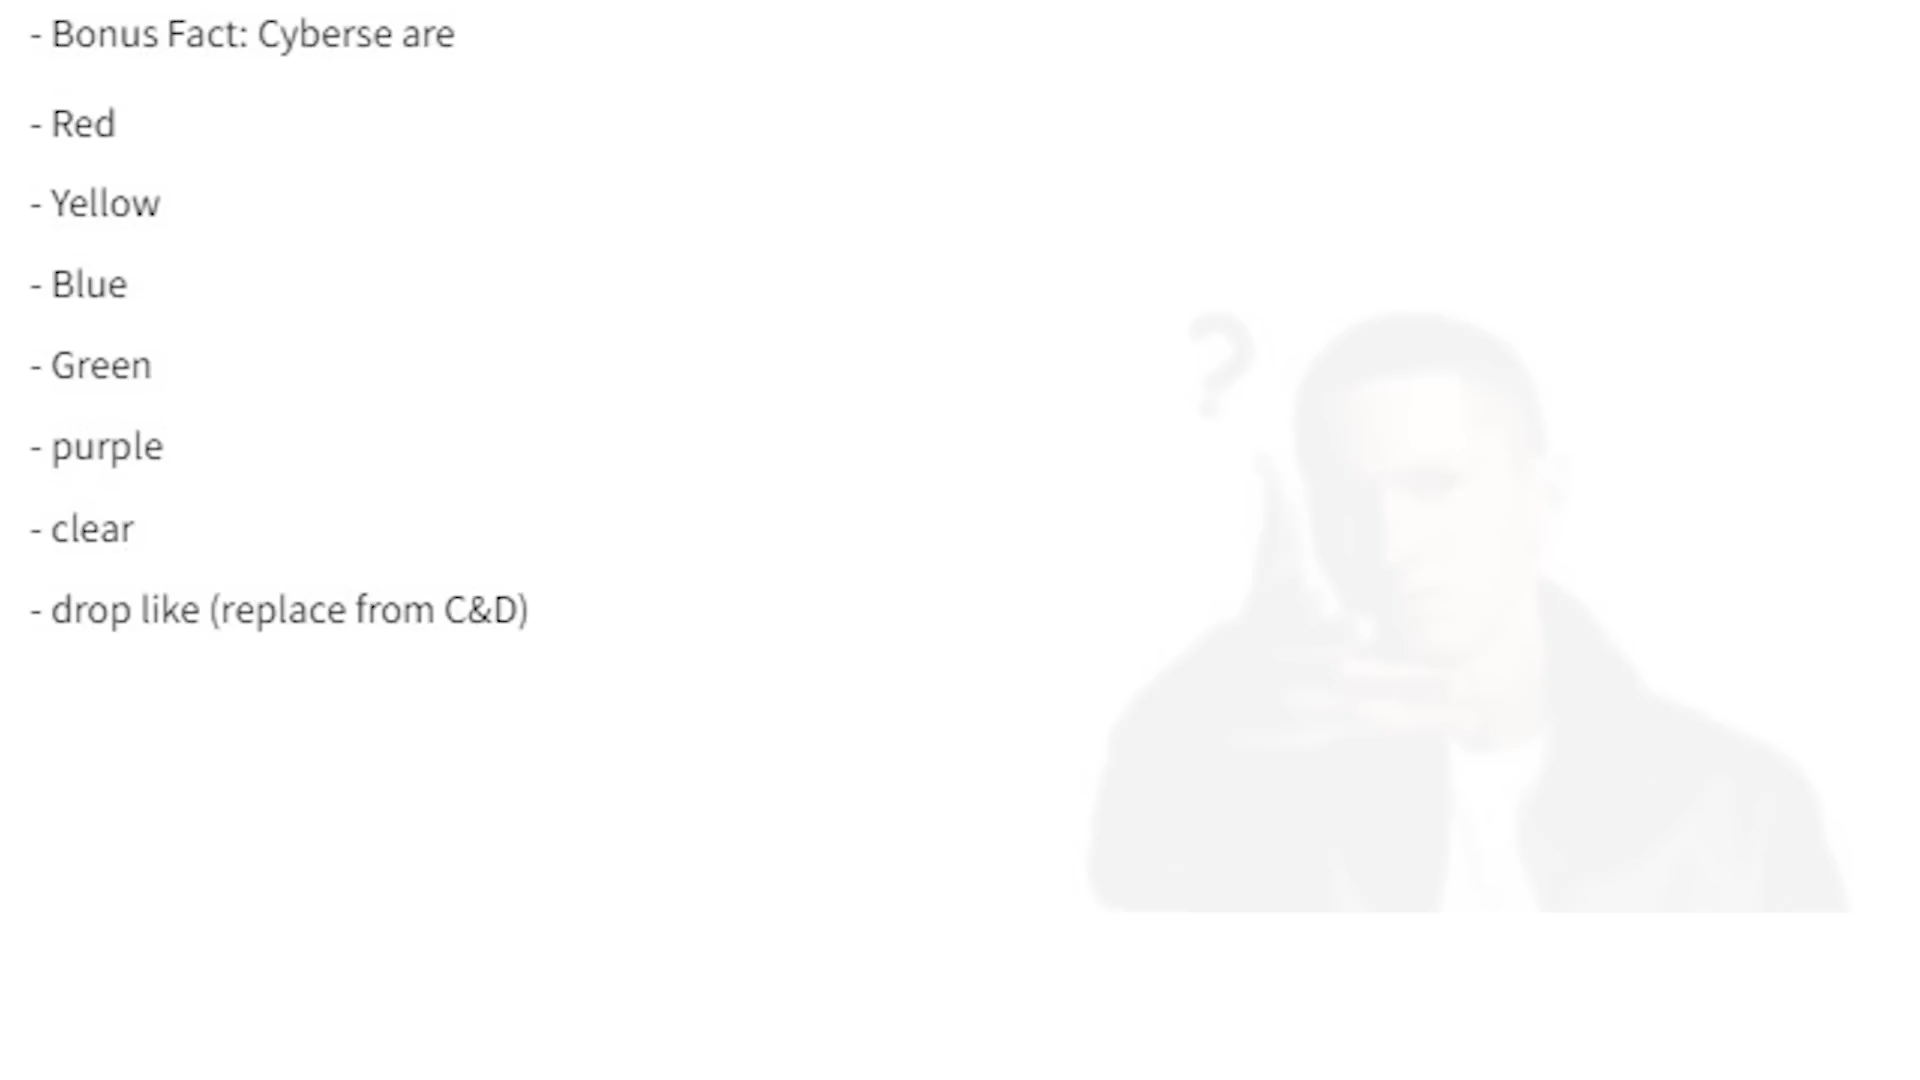 - Bonus Fact: Cyberse are
- Red
- Yellow
- Blue
- Green
- purple
- clear
- drop like (replace from C&D)
?